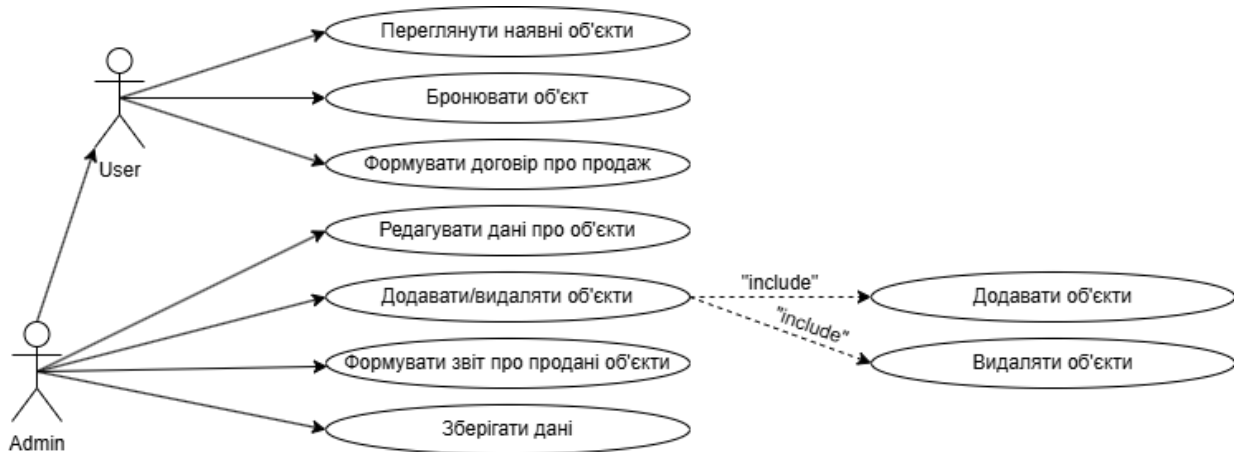 Переглянути наявні об'єкти
Бронювати об'єкт
User
Формувати договір про продаж
Редагувати дані про об'єкти
Додавати/видаляти об'єкти
"include"
Додавати об'єкти
"include"
Видаляти об'єкти
Формувати звіт про продані об'єкти
Admin
Зберігати дані